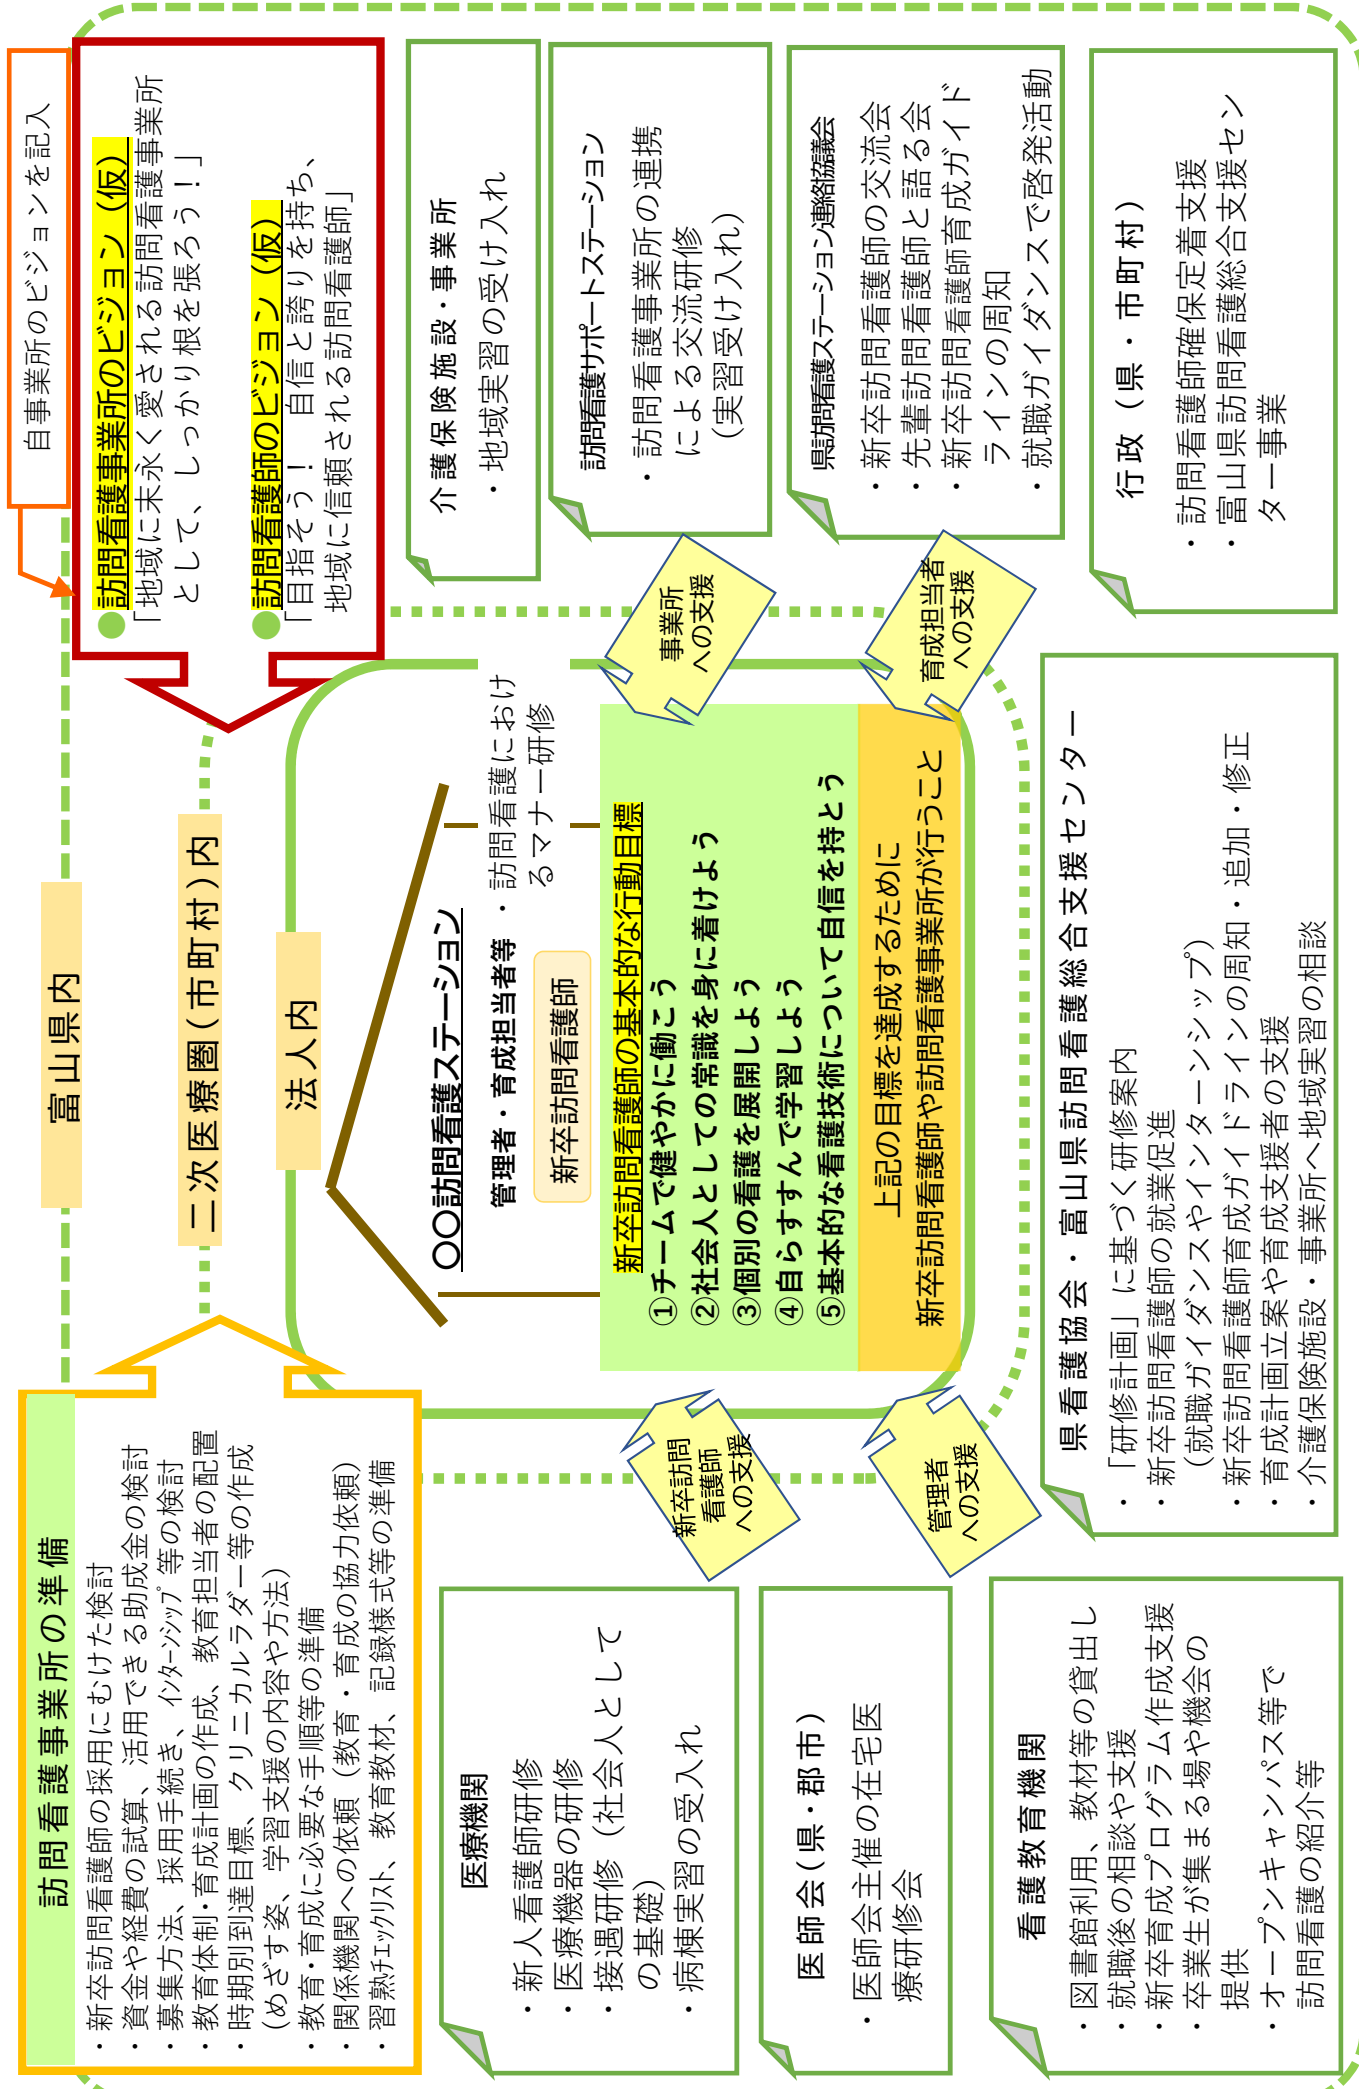 訪問看護事業所の準備
・新卒訪問看護師の採用にむけた検討
・資金や経費の試算、活用できる助成金の検討
・募集方法、採用手続き、インターンシップ等の検討
・教育体制・育成計画の作成、教育担当者の配置
・時期別到達目標、クリニカルラダー等の作成
(めざす姿、学習支援の内容や方法)
・教育・育成に必要な手順等の準備
・関係機関への依頼（教育・育成の協力依頼）
・習熟チェックリスト、教育教材、記録様式等の準備
富山県内
二次医療圏(市町村)内
法人内
自事業所のビジョンを記入
●訪問看護事業所のビジョン（仮）
「地域に末永く愛される訪問看護事業所
として、しっかり根を張ろう！」
●訪問看護師のビジョン（仮）
「目指そう！　自信と誇りを持ち、
地域に信頼される訪問看護師」
〇〇訪問看護ステーション
管理者・育成担当者等
・訪問看護におけ
るマナー研修
新卒訪問看護師
新卒訪問看護師の基本的な行動目標
①チームで健やかに働こう
②社会人としての常識を身に着けよう
③個別の看護を展開しよう
④自らすすんで学習しよう
⑤基本的な看護技術について自信を持とう
上記の目標を達成するために
新卒訪問看護師や訪問看護事業所が行うこと
新卒訪問
看護師
への支援
管理者
への支援
事業所
への支援
育成担当者
への支援
医療機関
・新人看護師研修
・医療機器の研修
・接遇研修（社会人として
の基礎）
・病棟実習の受入れ
医師会(県・郡市)
・医師会主催の在宅医
療研修会
看護教育機関
・図書館利用、教材等の貸出し
・就職後の相談や支援
・新卒育成プログラム作成支援
・卒業生が集まる場や機会の
提供
・オープンキャンパス等で
訪問看護の紹介等
県看護協会・富山県訪問看護総合支援センター
・「研修計画」に基づく研修案内
・新卒訪問看護師の就業促進
(就職ガイダンスやインターンシップ)
・新卒訪問看護師育成ガイドラインの周知・追加・修正
・育成計画立案や育成支援者の支援
・介護保険施設・事業所へ地域実習の相談
介護保険施設・事業所
・地域実習の受け入れ
訪問看護サポートステーション
・訪問看護事業所の連携
による交流研修
（実習受け入れ）
県訪問看護ステーション連絡協議会
・新卒訪問看護師の交流会
・先輩訪問看護師と語る会
・新卒訪問看護師育成ガイド
ラインの周知
・就職ガイダンスで啓発活動
行政（県・市町村）
・訪問看護師確保定着支援
・富山県訪問看護総合支援セン
ター事業